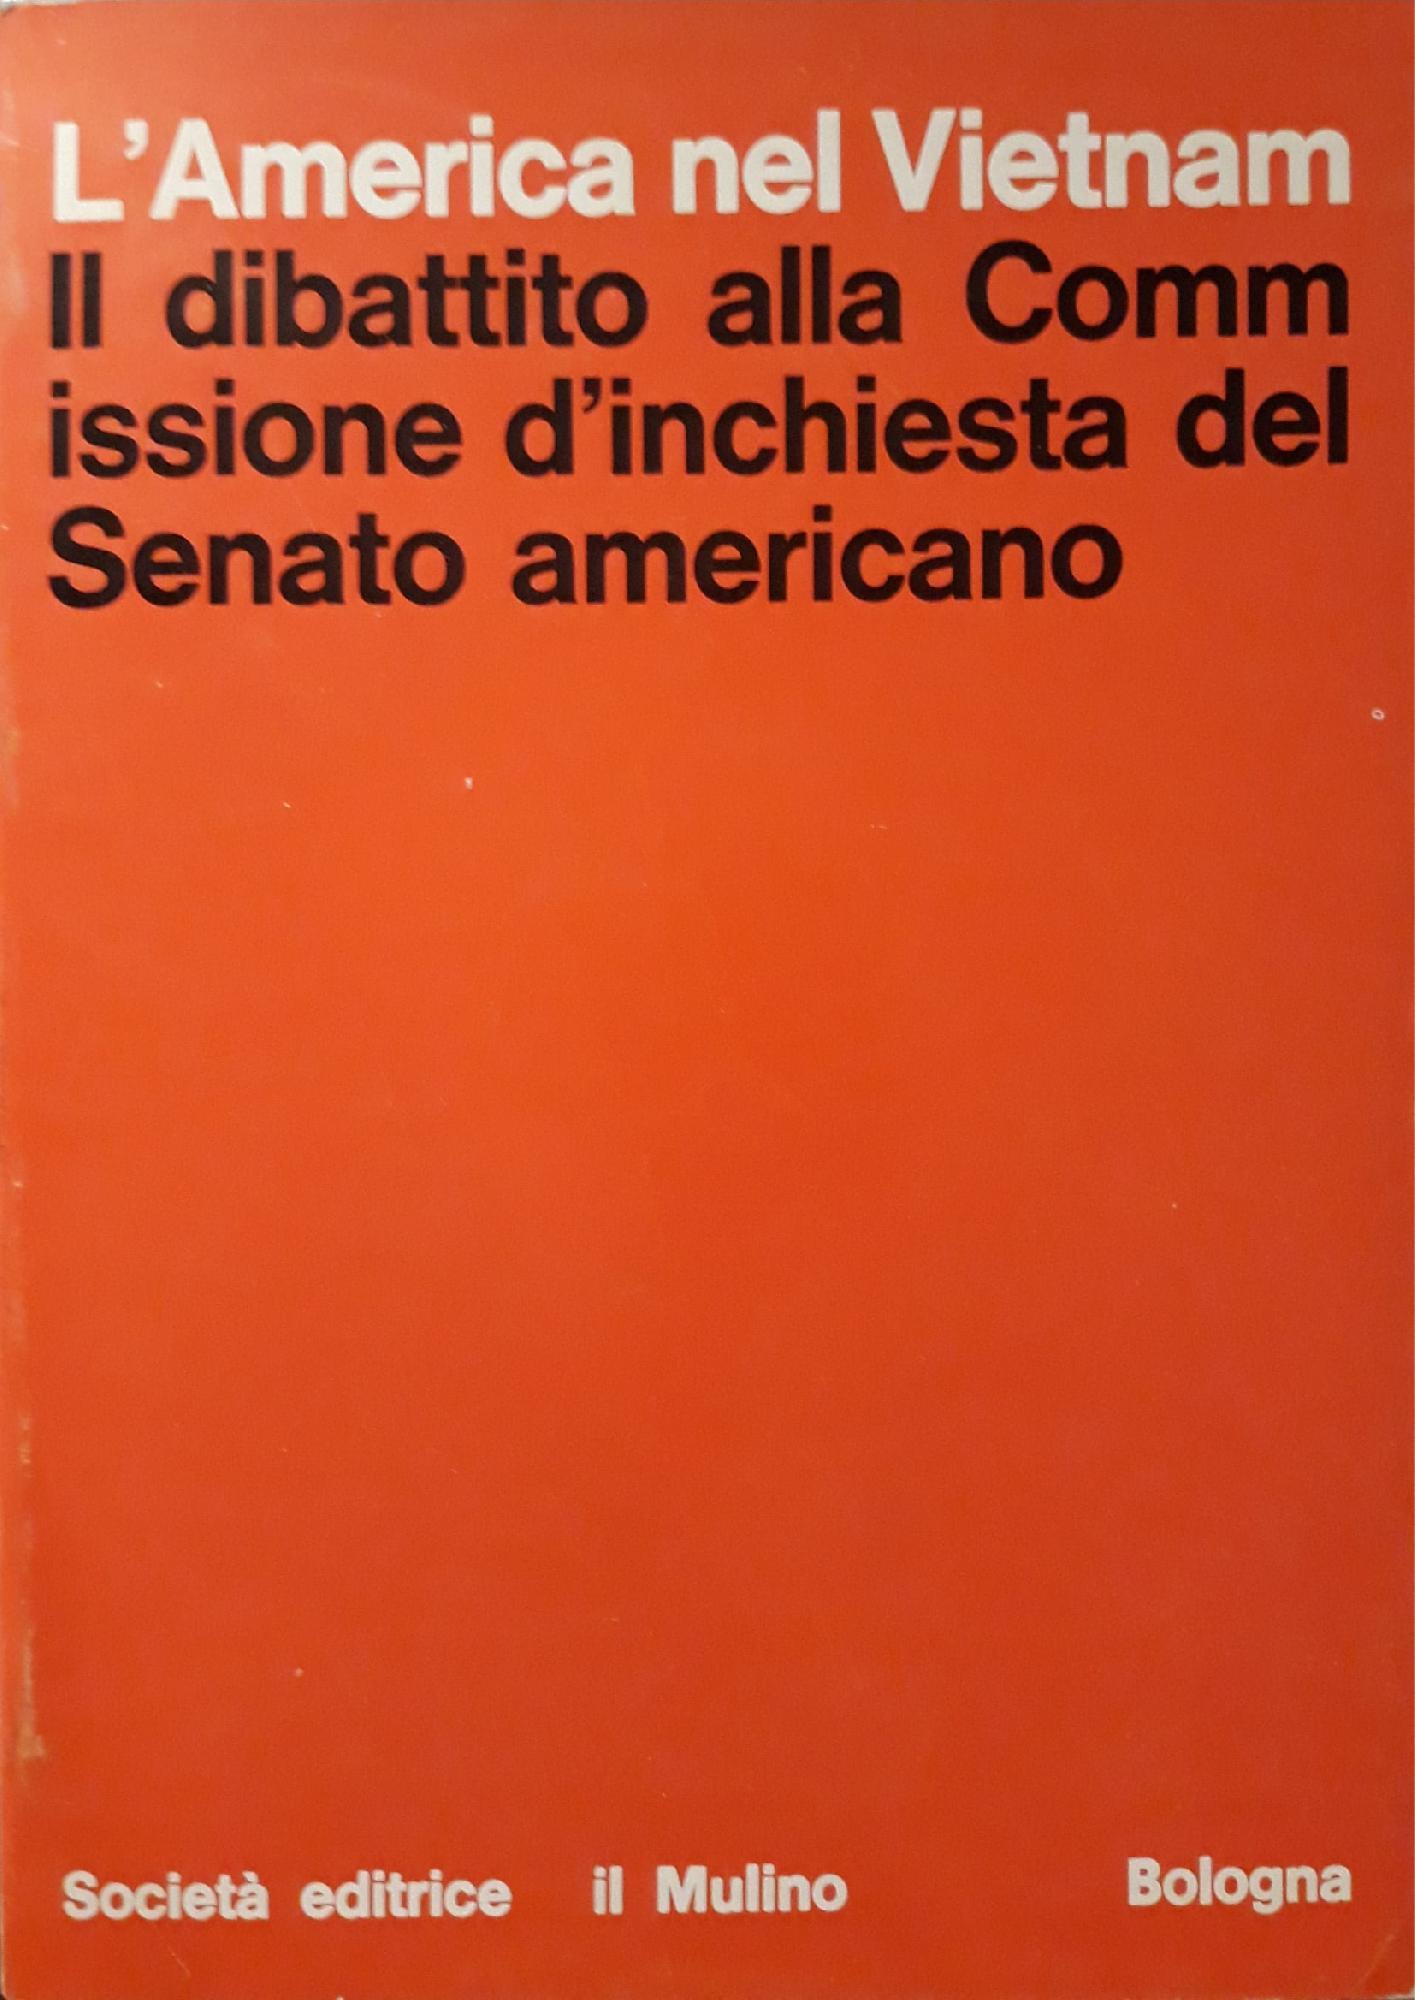 L'America nel Vietnam
Il dibattito alla Comm
issione d'inchiesta del
Senato americano
Società editrice il Mulino Bologna